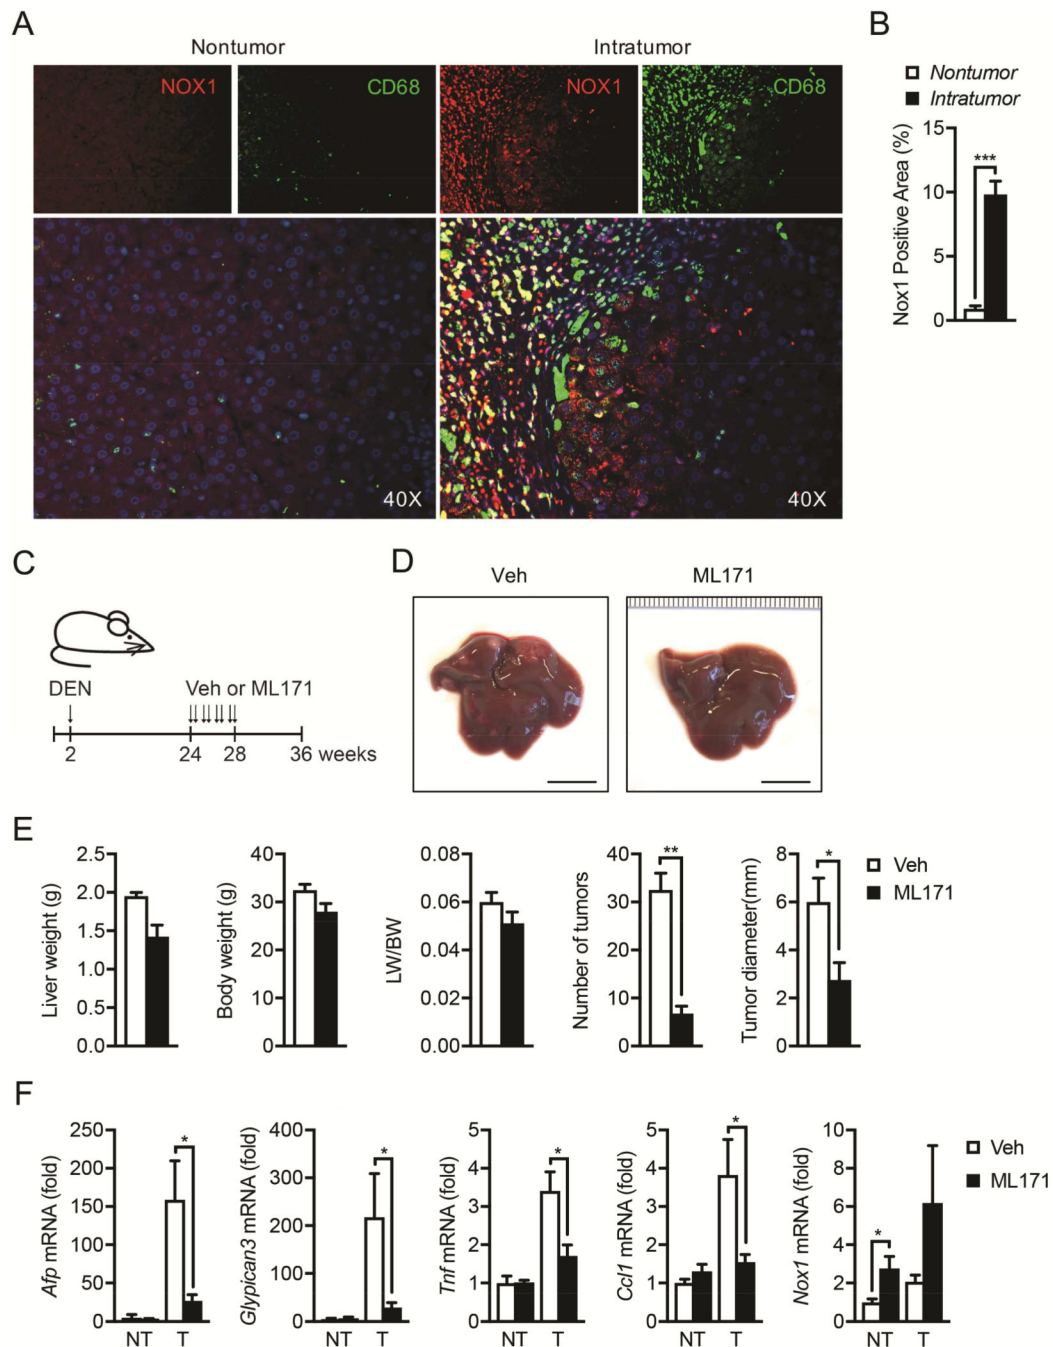 A
Nontumor
Intratumor
NOX1
CD68
NOX1
CD68
40X
40X
B
Nontumor
Intratumor
Nox1 Positive Area (%)
15
10
5
0
***
C
DEN
Veh or ML171
2
24
28
36 weeks
D
Veh
ML171
E
Liver weight (g)
2.5
2.0
1.5
1.0
0.5
0.0
Body weight (g)
40
30
20
10
0
LW/BW
0.08
0.06
0.04
0.02
0.00
Number of tumors
40
30
20
10
0
**
Tumor diameter(mm)
8
6
4
2
0
*
Veh
ML171
F
Afp mRNA (fold)
250
200
150
100
50
0
*
NT T
Glypican3 mRNA (fold)
400
300
200
100
0
*
NT T
Tnf mRNA (fold)
5
4
3
2
1
0
*
NT T
Ccl1 mRNA (fold)
5
4
3
2
1
0
*
NT T
Nox1 mRNA (fold)
10
8
6
4
2
0
*
NT T
Veh
ML171